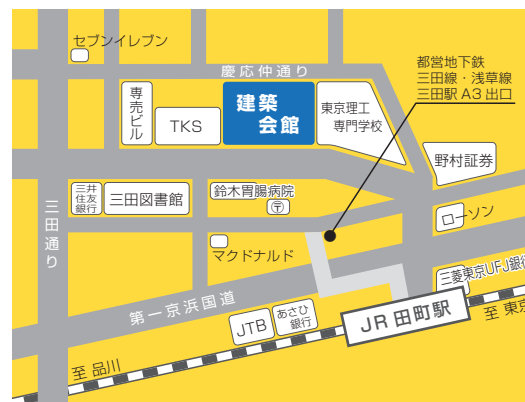 セブンイレブン
慶応仲通り
都営地下鉄
三田線・浅草線
三田駅 A3 出口
専売ビル
TKS
建築
会館
東京理工
専門学校
野村証券
三井
住友
銀行
三田図書館
鈴木胃腸病院
〒
ローソン
三田通り
マクドナルド
三菱東京UFJ銀行
第一京浜国道
JTB
あさひ
銀行
JR 田町駅
至 東京
至 品川